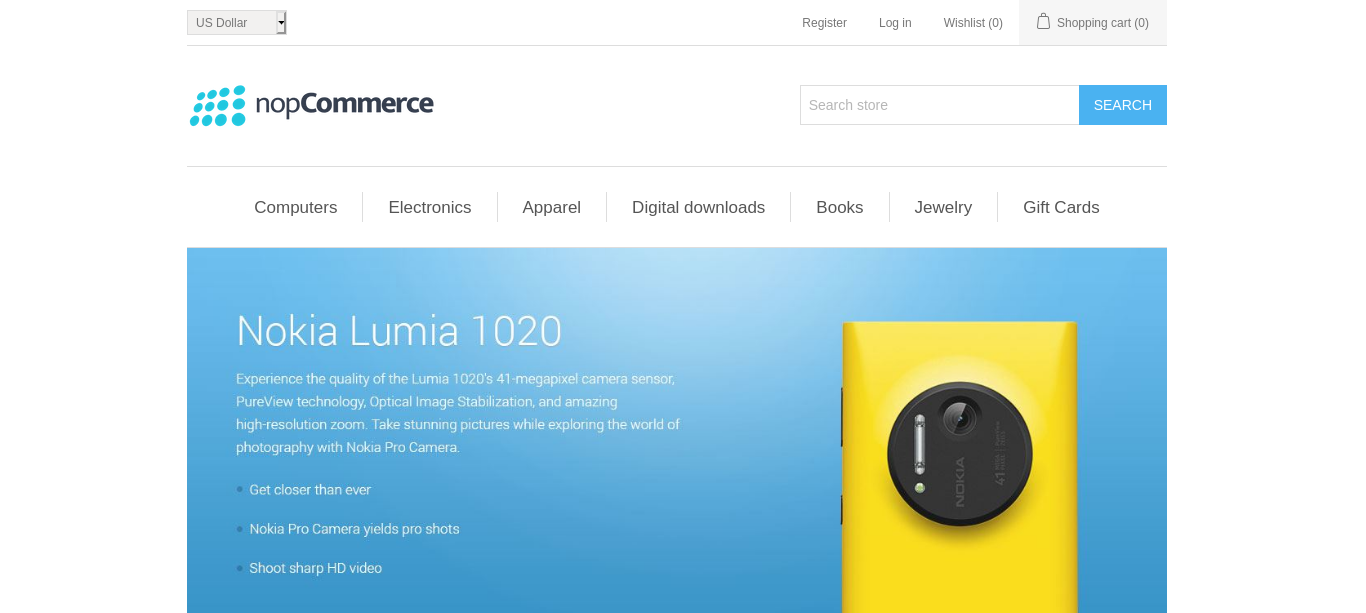 US Dollar
Register
Log in
Wishlist (0)
Shopping cart (0)
nopCommerce
Search store
SEARCH
Computers
Electronics
Apparel
Digital downloads
Books
Jewelry
Gift Cards
Nokia Lumia 1020
Experience the quality of the Lumia 1020's 41-megapixel camera sensor,
PureView technology, Optical Image Stabilization, and amazing
high-resolution zoom. Take stunning pictures while exploring the world of
photography with Nokia Pro Camera.
Get closer than ever
Nokia Pro Camera yields pro shots
Shoot sharp HD video
NOKIA
41